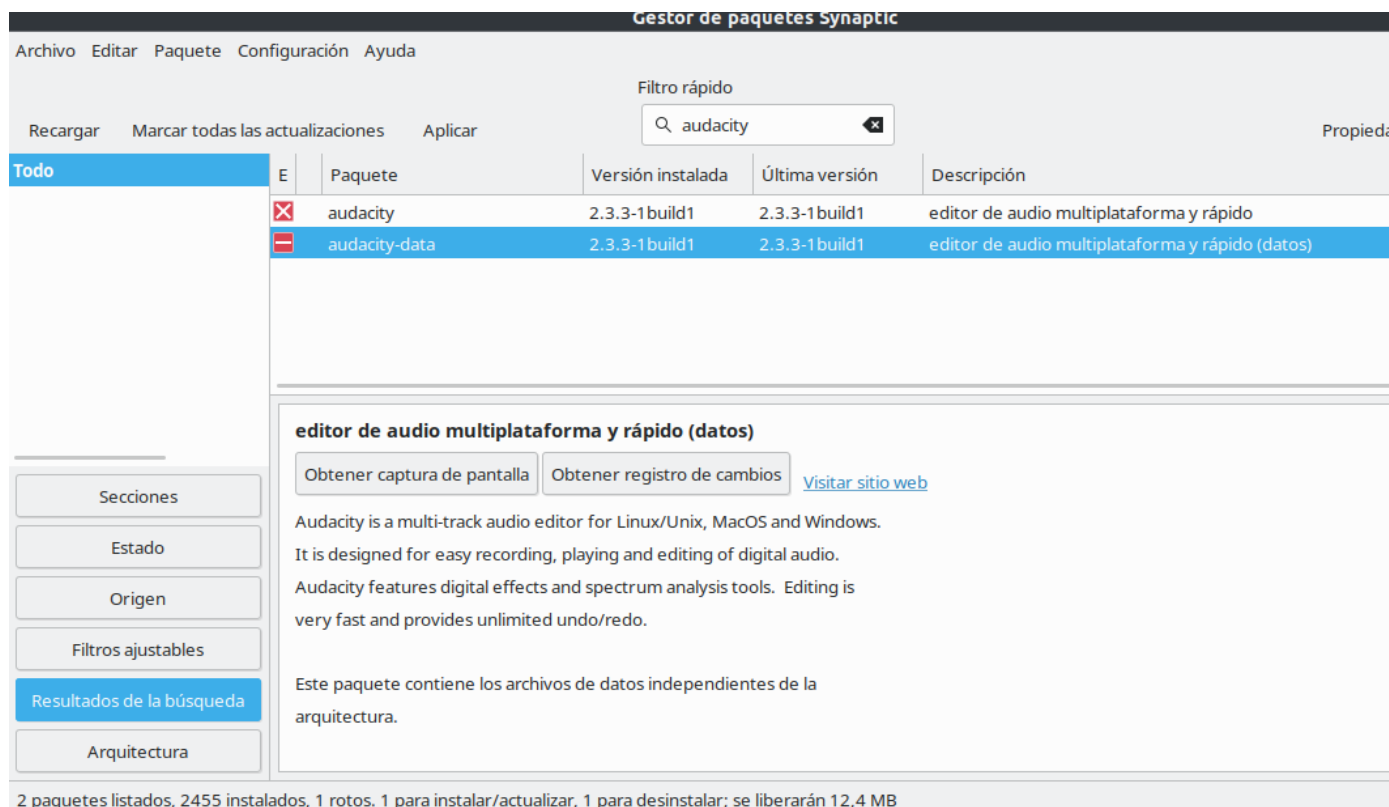 Gestor de paquetes Synaptic
Archivo Editar Paquete Configuración Ayuda
Filtro rápido
Recargar Marcar todas las actualizaciones Aplicar audacity Propieda
Todo
E Paquete Versión instalada Última versión Descripción
audacity 2.3.3-1build1 2.3.3-1build1 editor de audio multiplataforma y rápido
audacity-data 2.3.3-1build1 2.3.3-1build1 editor de audio multiplataforma y rápido (datos)
editor de audio multiplataforma y rápido (datos)
Obtener captura de pantalla Obtener registro de cambios Visitar sitio web
Audacity is a multi-track audio editor for Linux/Unix, MacOS and Windows.
It is designed for easy recording, playing and editing of digital audio.
Audacity features digital effects and spectrum analysis tools.  Editing is
very fast and provides unlimited undo/redo.
Este paquete contiene los archivos de datos independientes de la
arquitectura.
Secciones
Estado
Origen
Filtros ajustables
Resultados de la búsqueda
Arquitectura
2 paquetes listados, 2455 instalados, 1 rotos. 1 para instalar/actualizar, 1 para desinstalar; se liberarán 12,4 MB